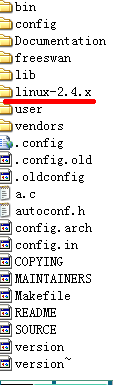 bin
config
Documentation
freeswan
lib
linux-2.4.x
user
vendors
.config
.config.old
.oldconfig
a.c
autoconf.h
config.arch
config.in
COPYING
MAINTAINERS
Makefile
README
SOURCE
version
version~